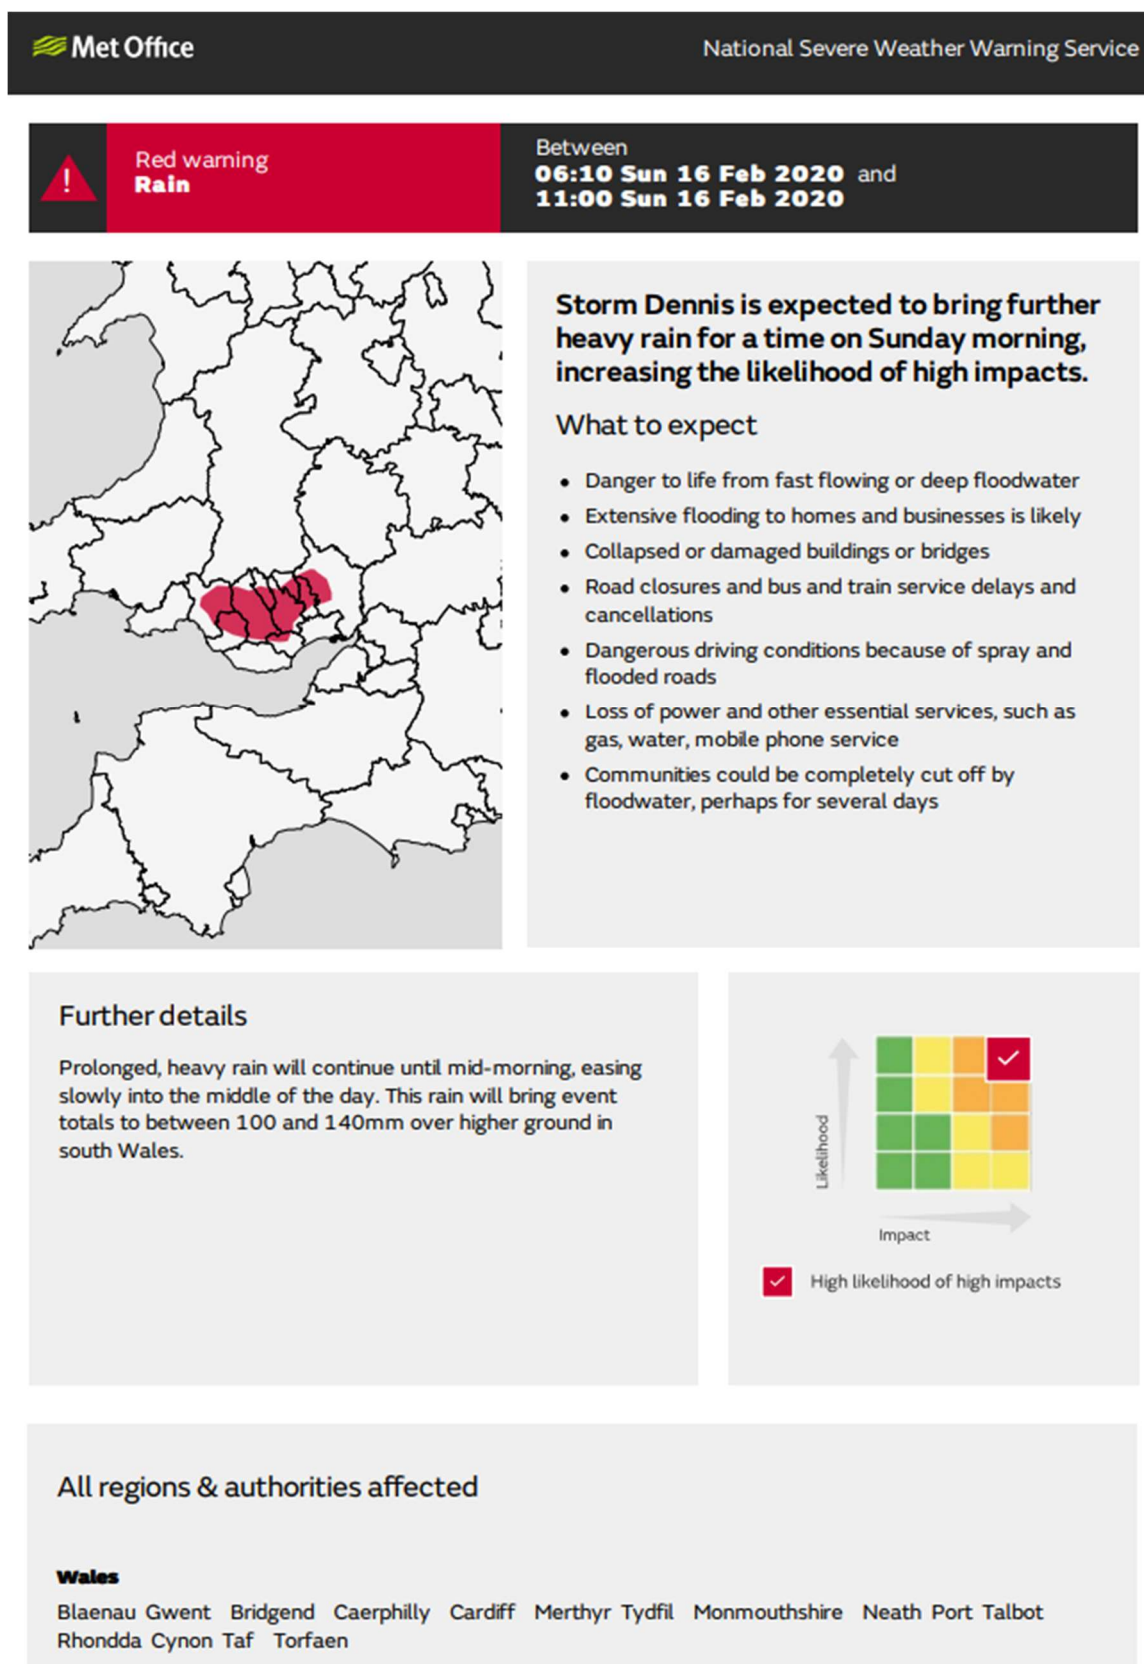 Met Office
National Severe Weather Warning Service
!
Red warning
Rain
Between
06:10 Sun 16 Feb 2020 and
11:00 Sun 16 Feb 2020
Storm Dennis is expected to bring further
heavy rain for a time on Sunday morning,
increasing the likelihood of high impacts.
What to expect
• Danger to life from fast flowing or deep floodwater
• Extensive flooding to homes and businesses is likely
• Collapsed or damaged buildings or bridges
• Road closures and bus and train service delays and
cancellations
• Dangerous driving conditions because of spray and
flooded roads
• Loss of power and other essential services, such as
gas, water, mobile phone service
• Communities could be completely cut off by
floodwater, perhaps for several days
Further details
Prolonged, heavy rain will continue until mid-morning, easing
slowly into the middle of the day. This rain will bring event
totals to between 100 and 140mm over higher ground in
south Wales.
Likelihood
Impact
High likelihood of high impacts
All regions & authorities affected
Wales
Blaenau Gwent Bridgend Caerphilly Cardiff Merthyr Tydfil Monmouthshire Neath Port Talbot
Rhondda Cynon Taf Torfaen